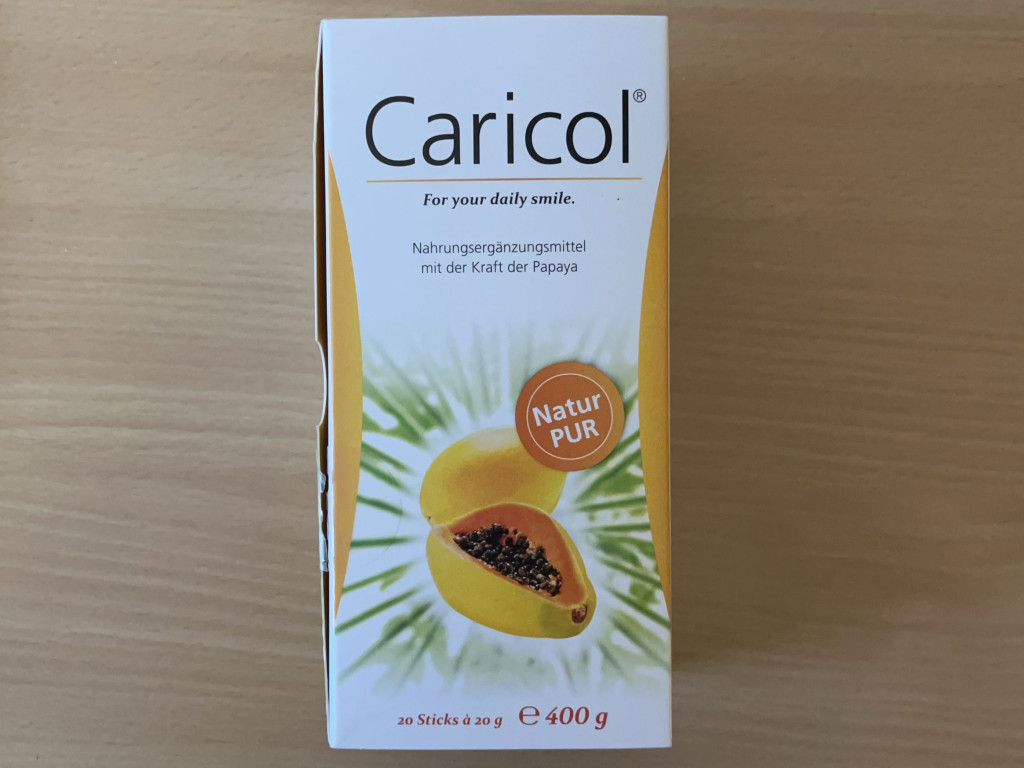 Caricol®
For your daily smile.
Nahrungsergänzungsmittel
mit der Kraft der Papaya
Natur
PUR
20 Sticks à 20 g ℮ 400 g